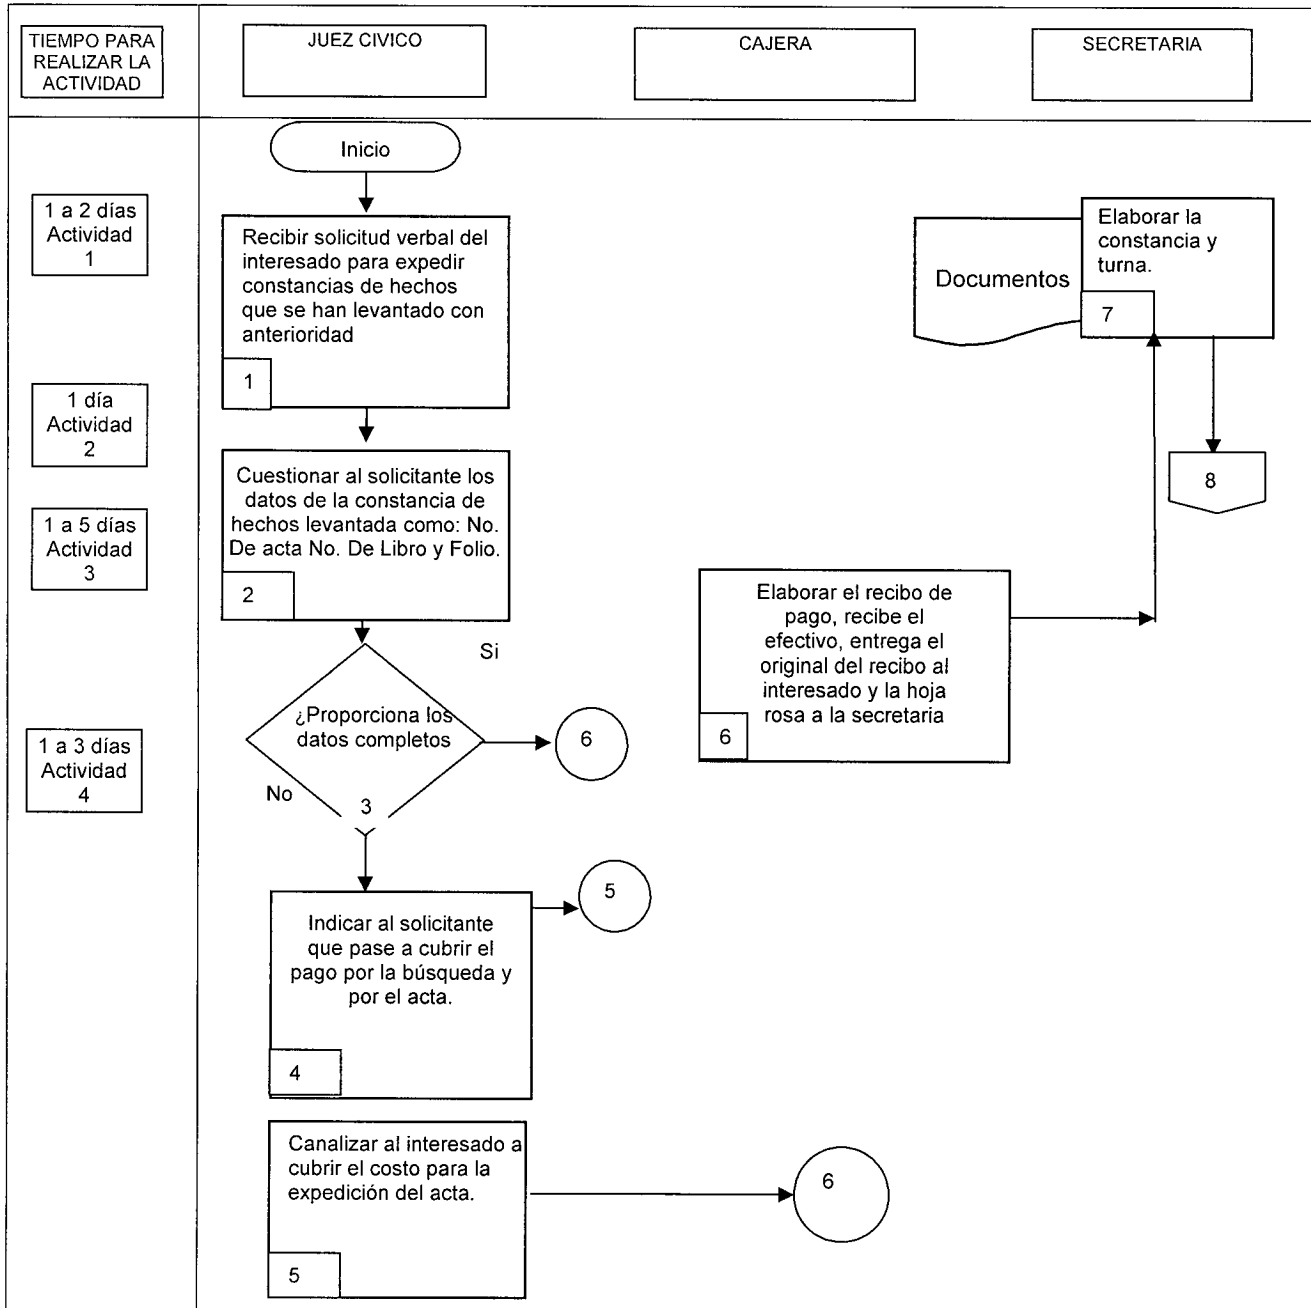 TIEMPO PARA
REALIZAR LA
ACTIVIDAD
JUEZ CIVICO
CAJERA
SECRETARIA
Inicio
1 a 2 días
Actividad
1
Recibir solicitud verbal del
interesado para expedir
constancias de hechos
que se han levantado con
anterioridad
1
Documentos
Elaborar la
constancia y
turna.
7
1 día
Actividad
2
Cuestionar al solicitante los
datos de la constancia de
hechos levantada como: No.
De acta No. De Libro y Folio.
2
8
1 a 5 días
Actividad
3
Elaborar el recibo de
pago, recibe el
efectivo, entrega el
original del recibo al
interesado y la hoja
rosa a la secretaria
6
Si
¿Proporciona los
datos completos
6
No
3
1 a 3 días
Actividad
4
5
Indicar al solicitante
que pase a cubrir el
pago por la búsqueda y
por el acta.
4
Canalizar al interesado a
cubrir el costo para la
expedición del acta.
6
5